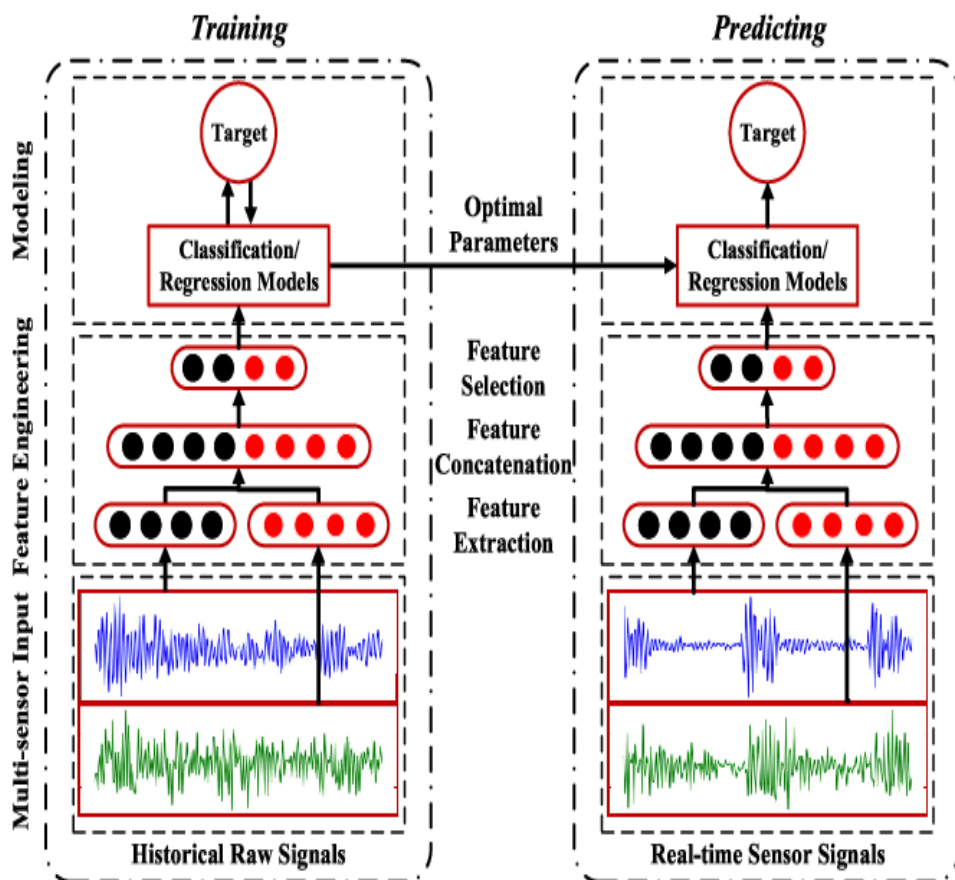 Training
Predicting
Modeling
Feature Engineering
Multi-sensor Input
Target
Classification/
Regression Models
Optimal
Parameters
Target
Classification/
Regression Models
Feature
Selection
Feature
Concatenation
Feature
Extraction
Historical Raw Signals
Real-time Sensor Signals